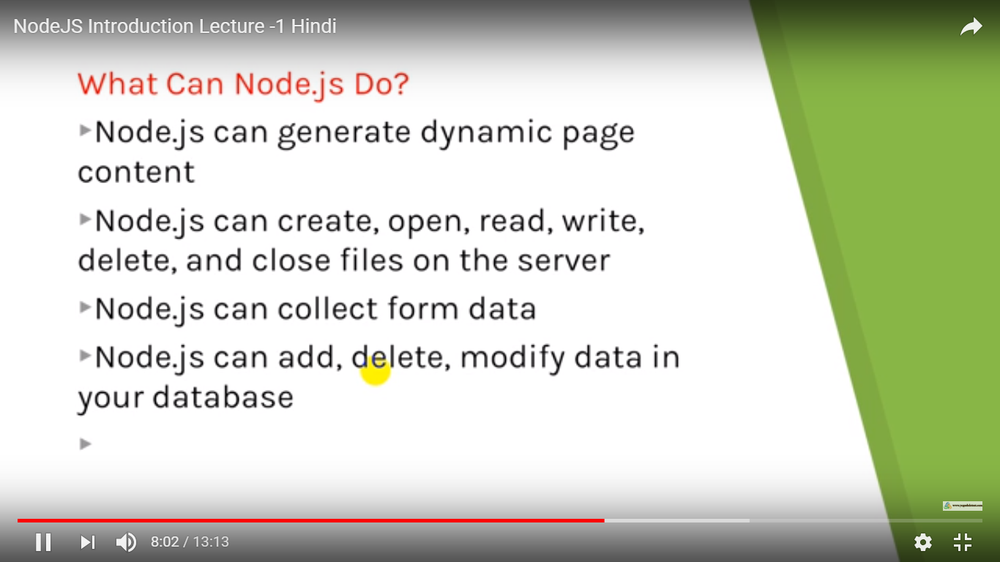 NodeJS Introduction Lecture -1 Hindi
What Can Node.js Do?
Node.js can generate dynamic page
content
Node.js can create, open, read, write,
delete, and close files on the server
Node.js can collect form data
Node.js can add, delete, modify data in
your database
8:02 / 13:13